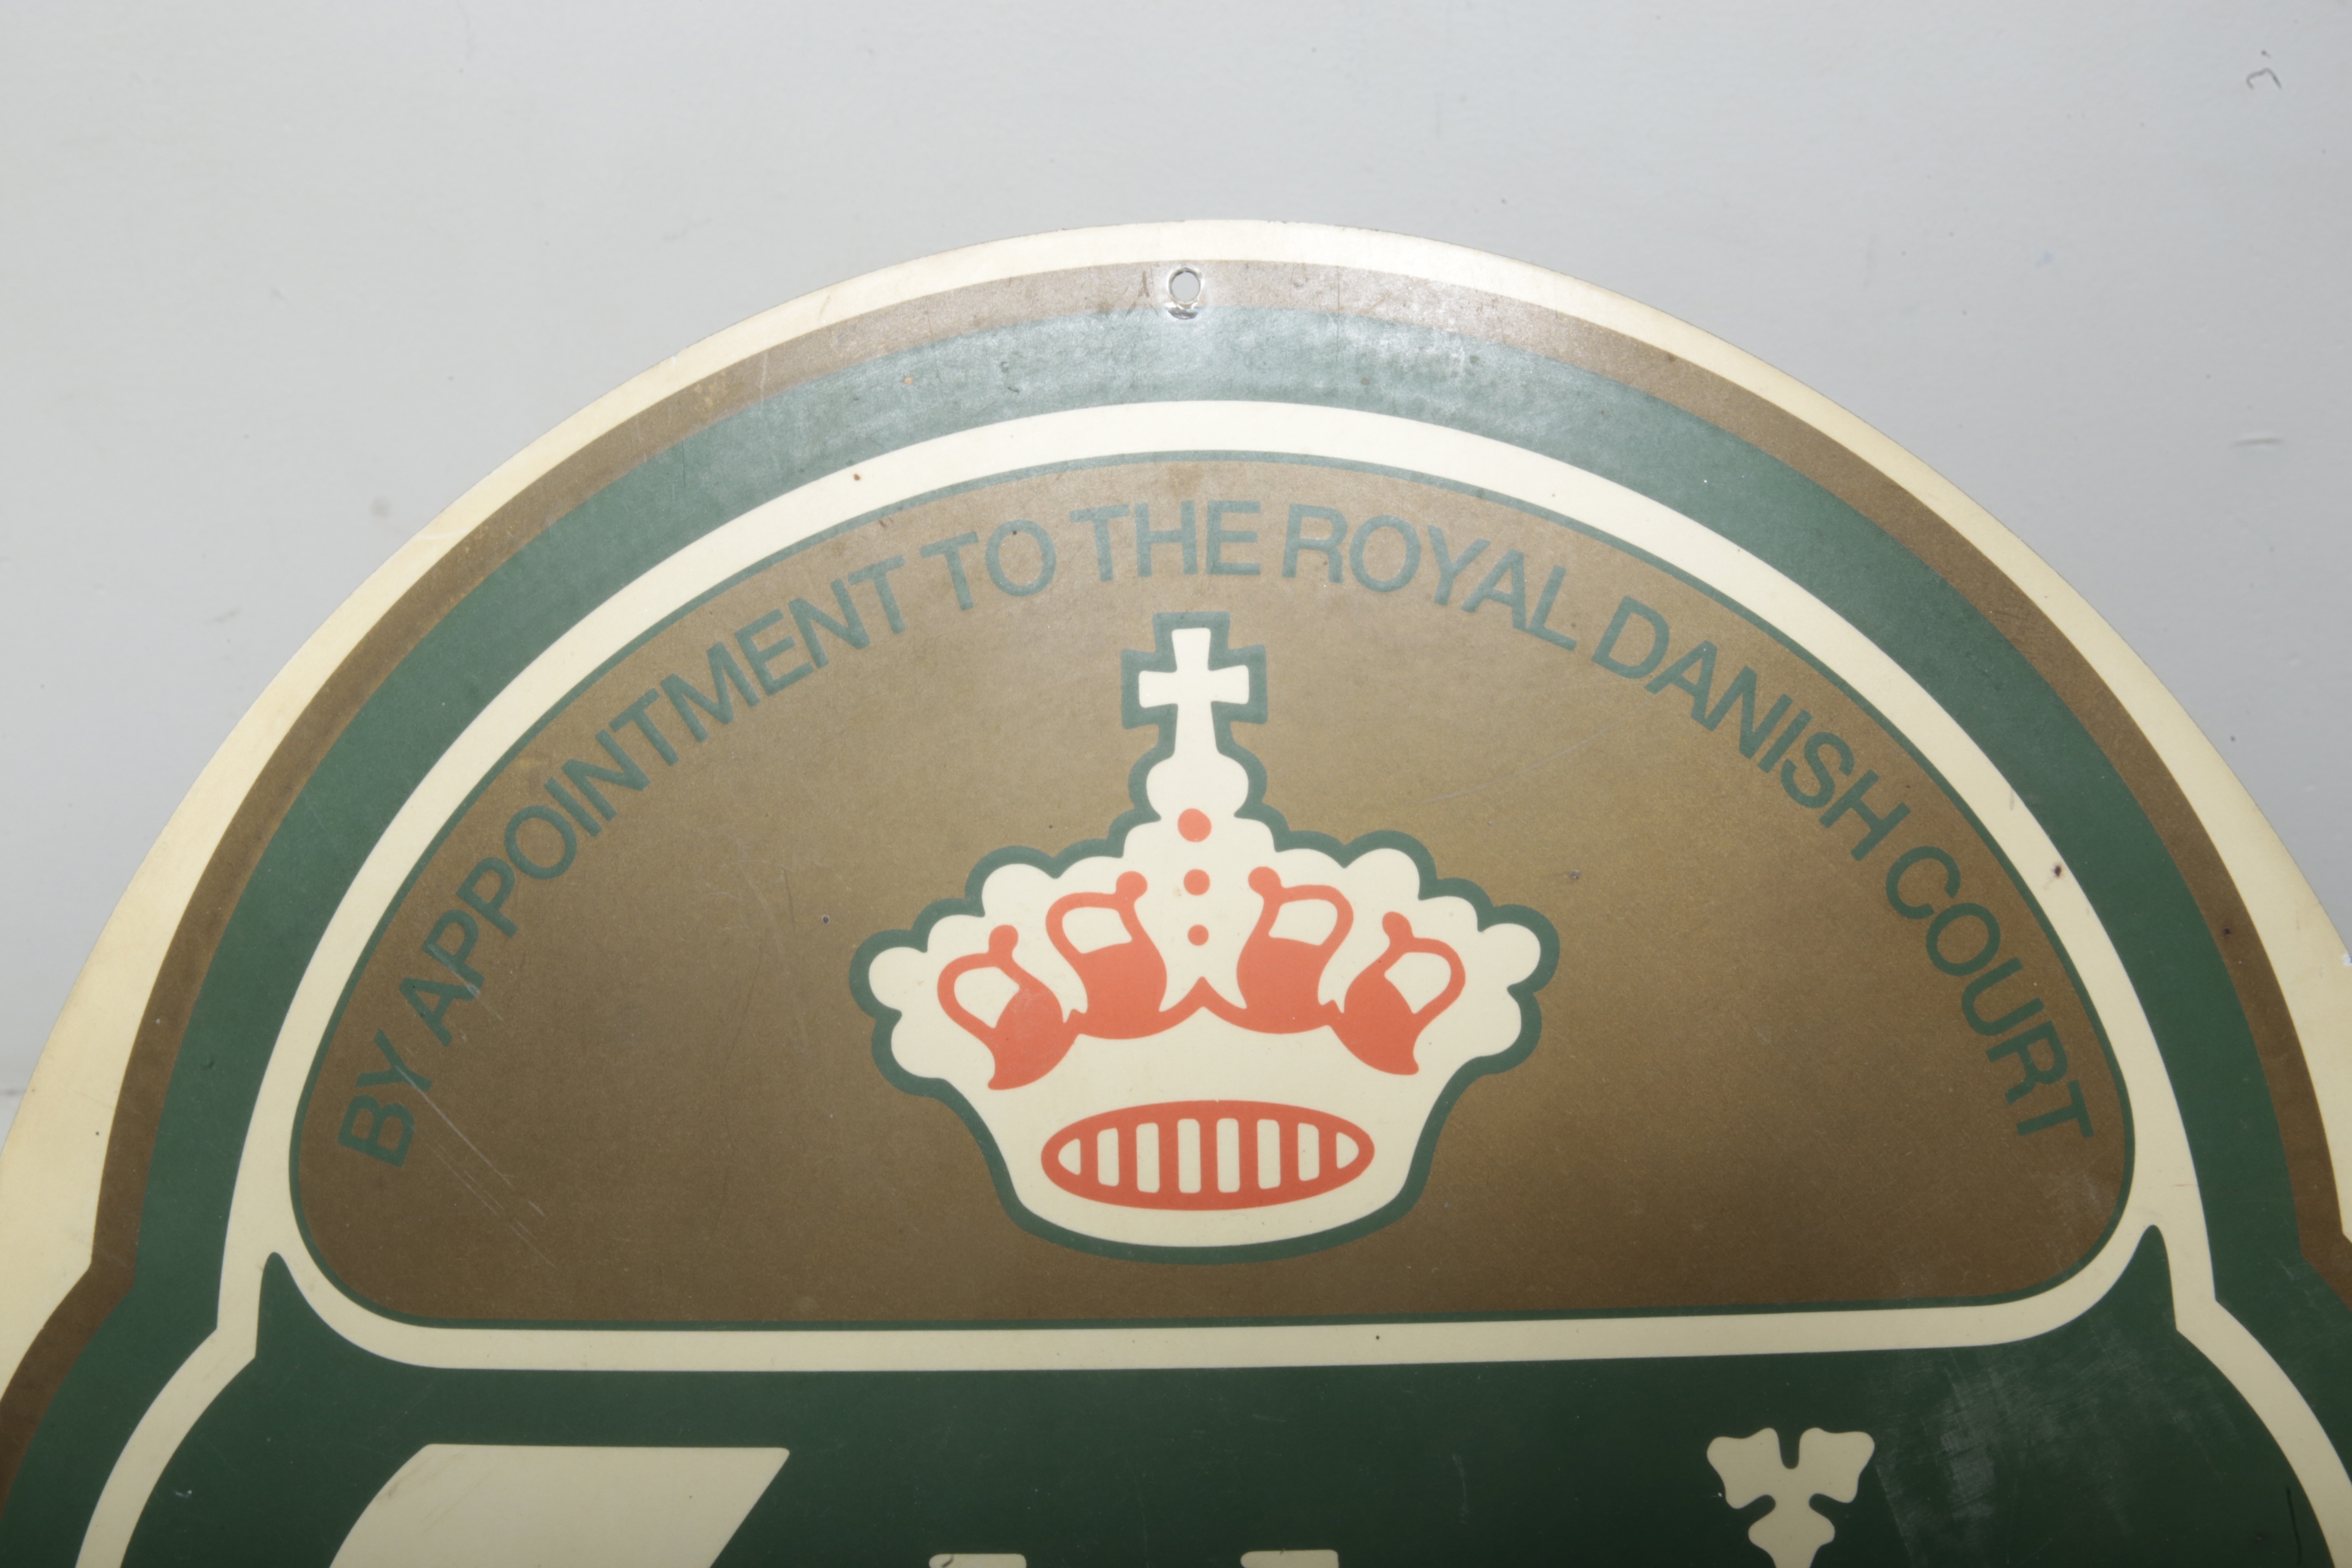 BY APPOINTMENT TO THE ROYAL DANISH COURT